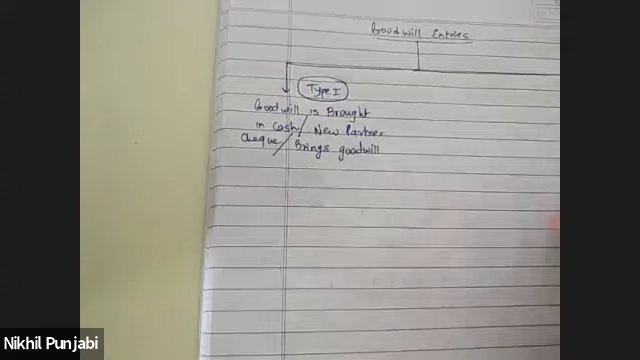 Goodwill Entries
Type I
Goodwill is Brought
in Cash / New Partner
Cheque / Brings goodwill
Nikhil Punjabi